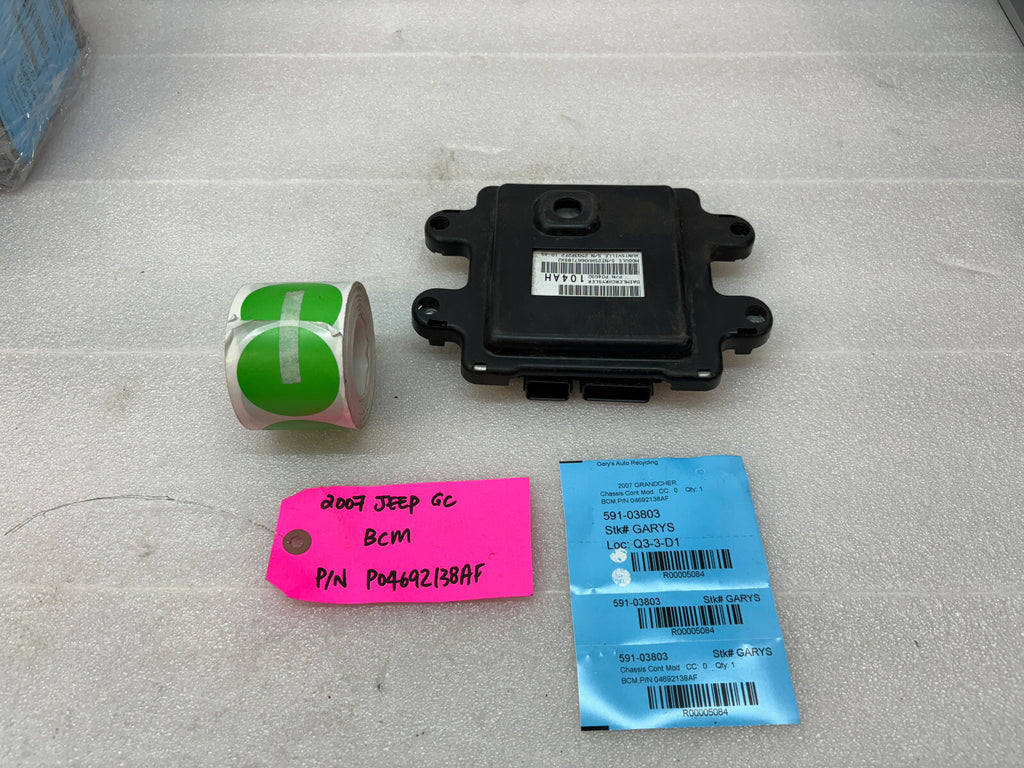 DAIMLERCHRYSLER
P/N P04692
104AH
2007 JEEP GC
BCM
P/N P04692138AF
Gary's Auto Recycling
2007 GRANDCHER
Chassis Cont Mod CC: 0 Qty: 1
BCM,P/N 04692138AF
591-03803
Stk# GARYS
Loc: Q3-3-D1
R00005084
591-03803 Stk# GARYS
R00005084
591-03803 Stk# GARYS
Chassis Cont Mod CC: 0 Qty: 1
BCM,P/N 04692138AF
R00005084